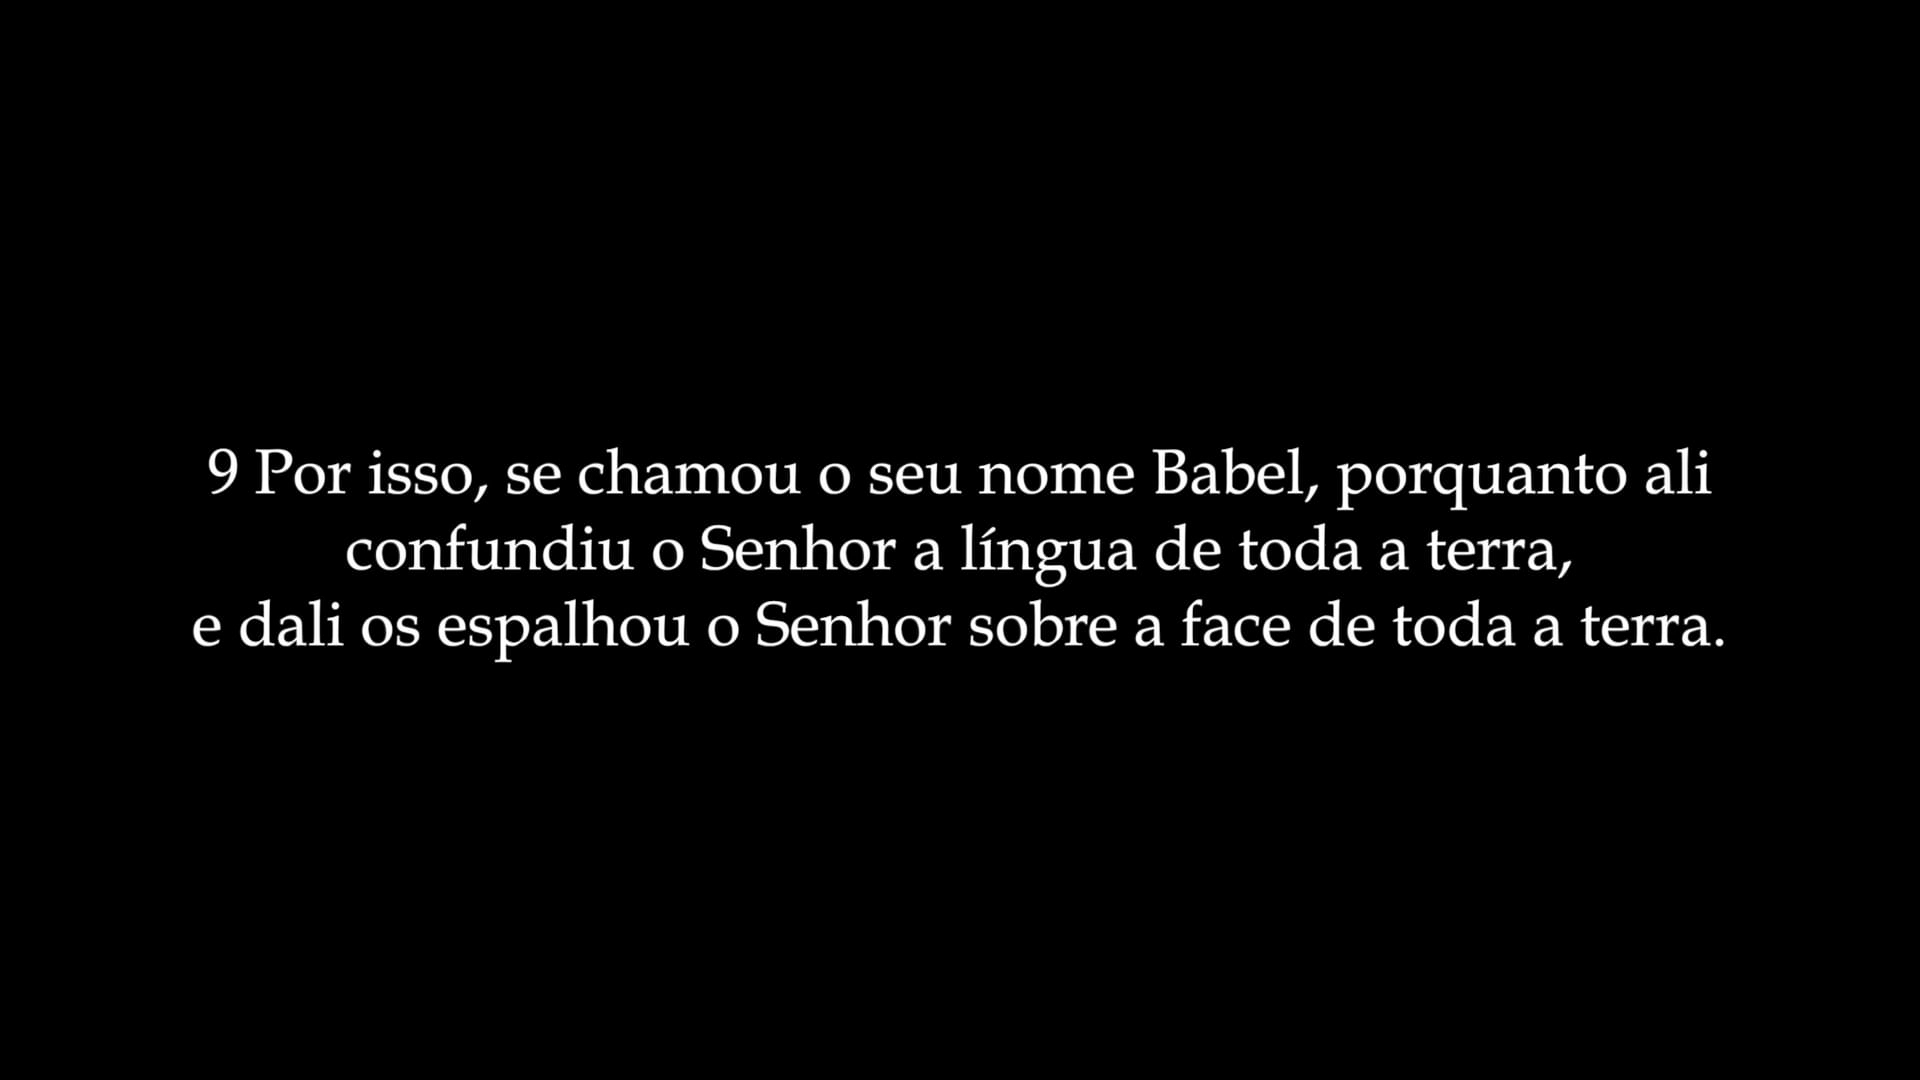 9 Por isso, se chamou o seu nome Babel, porquanto ali
confundiu o Senhor a língua de toda a terra,
e dali os espalhou o Senhor sobre a face de toda a terra.